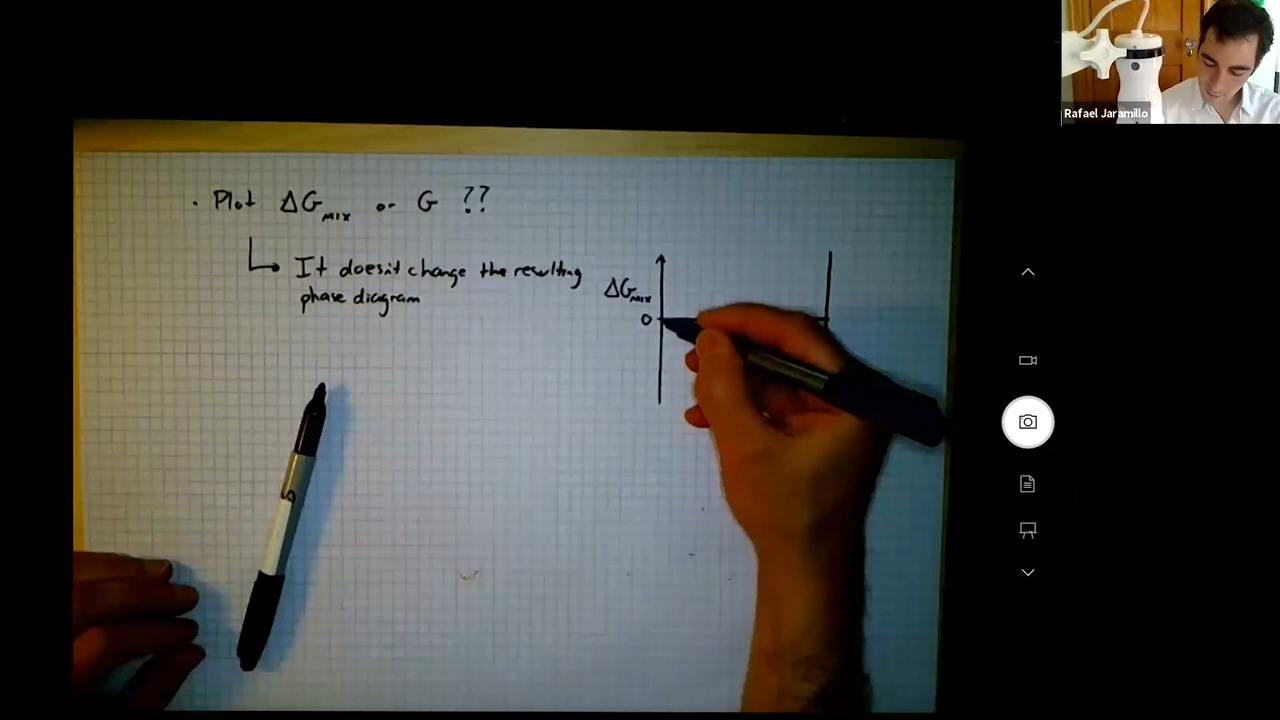 Rafael Jaramillo
· Plot ΔG_MIX or G ??
It doesn't change the resulting
phase diagram
ΔG_MIX
0